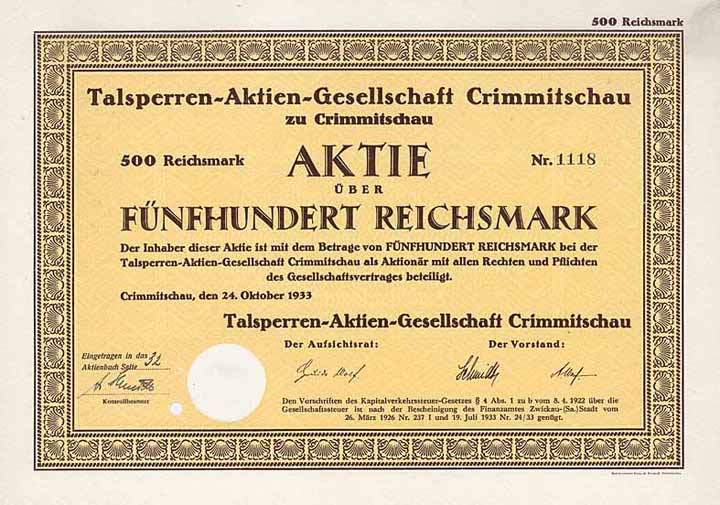 500 Reichsmark
Talsperren-Aktien-Gesellschaft Crimmitschau
zu Crimmitschau
500 Reichsmark AKTIE Nr. 1118
ÜBER
FÜNFHUNDERT REICHSMARK
Der Inhaber dieser Aktie ist mit dem Betrage von FÜNFHUNDERT REICHSMARK bei der
Talsperren-Aktien-Gesellschaft Crimmitschau als Aktionär mit allen Rechten und Pflichten
des Gesellschaftsvertrages beteiligt.
Crimmitschau, den 24. Oktober 1933
Talsperren-Aktien-Gesellschaft Crimmitschau
Der Aufsichtsrat: Der Vorstand:
Eingetragen in das
Aktienbuch Seite 32
Kontrollbeamter
Schmidt
Den Vorschriften des Kapitalverkehrssteuer-Gesetzes § 4 Abs. 1 zu b vom 8. 4. 1922 über die
Gesellschaftssteuer ist nach der Bescheinigung des Finanzamtes Zwickau-(Sa.)Stadt vom
26. März 1926 Nr. 237 I und 19. Juli 1933 Nr. 24/33 genügt.